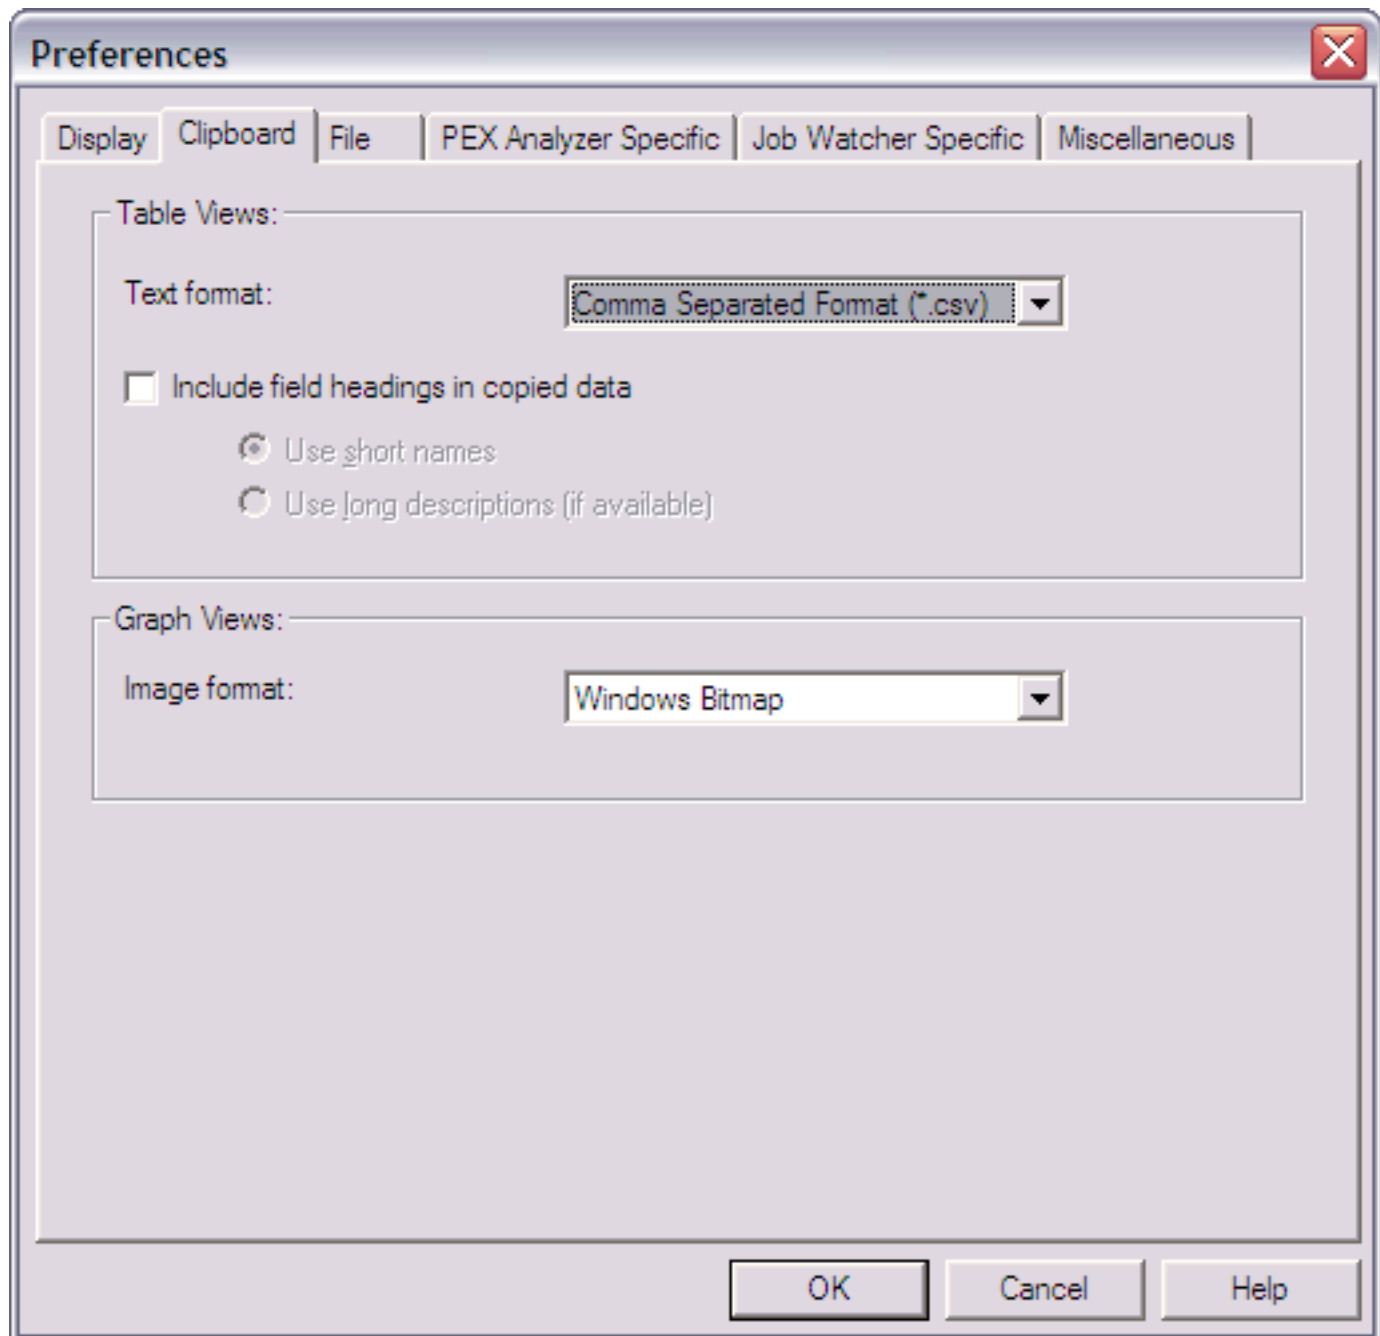 Preferences
Display Clipboard File PEX Analyzer Specific Job Watcher Specific Miscellaneous
Table Views:
Text format: Comma Separated Format (*.csv)
Include field headings in copied data
Use short names
Use long descriptions (if available)
Graph Views:
Image format: Windows Bitmap
OK Cancel Help